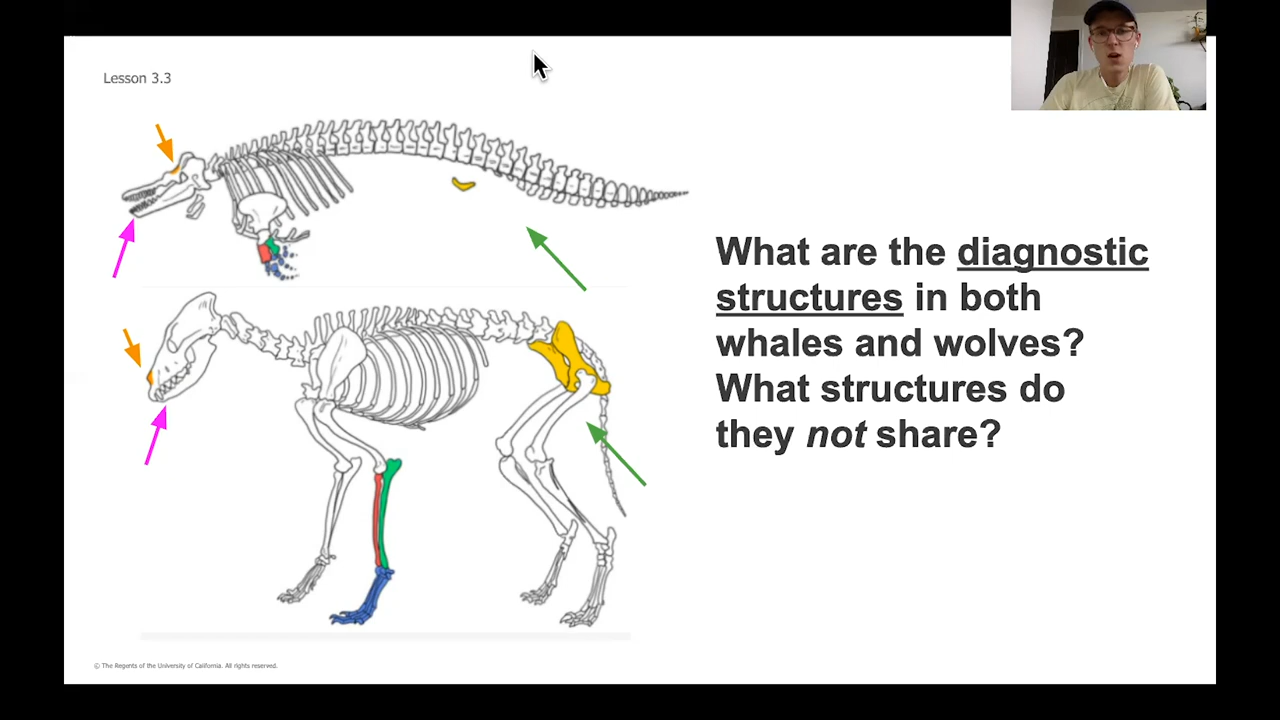 Lesson 3.3
What are the diagnostic
structures in both
whales and wolves?
What structures do
they not share?
© The Regents of the University of California. All rights reserved.